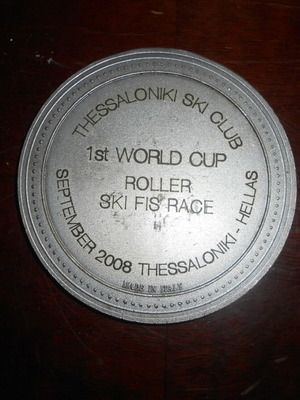 THESSALONIKI SKI CLUB
1st WORLD CUP
ROLLER
SKI FIS RACE
SEPTEMBER 2008 THESSALONIKI - HELLAS
MADE IN ITALY